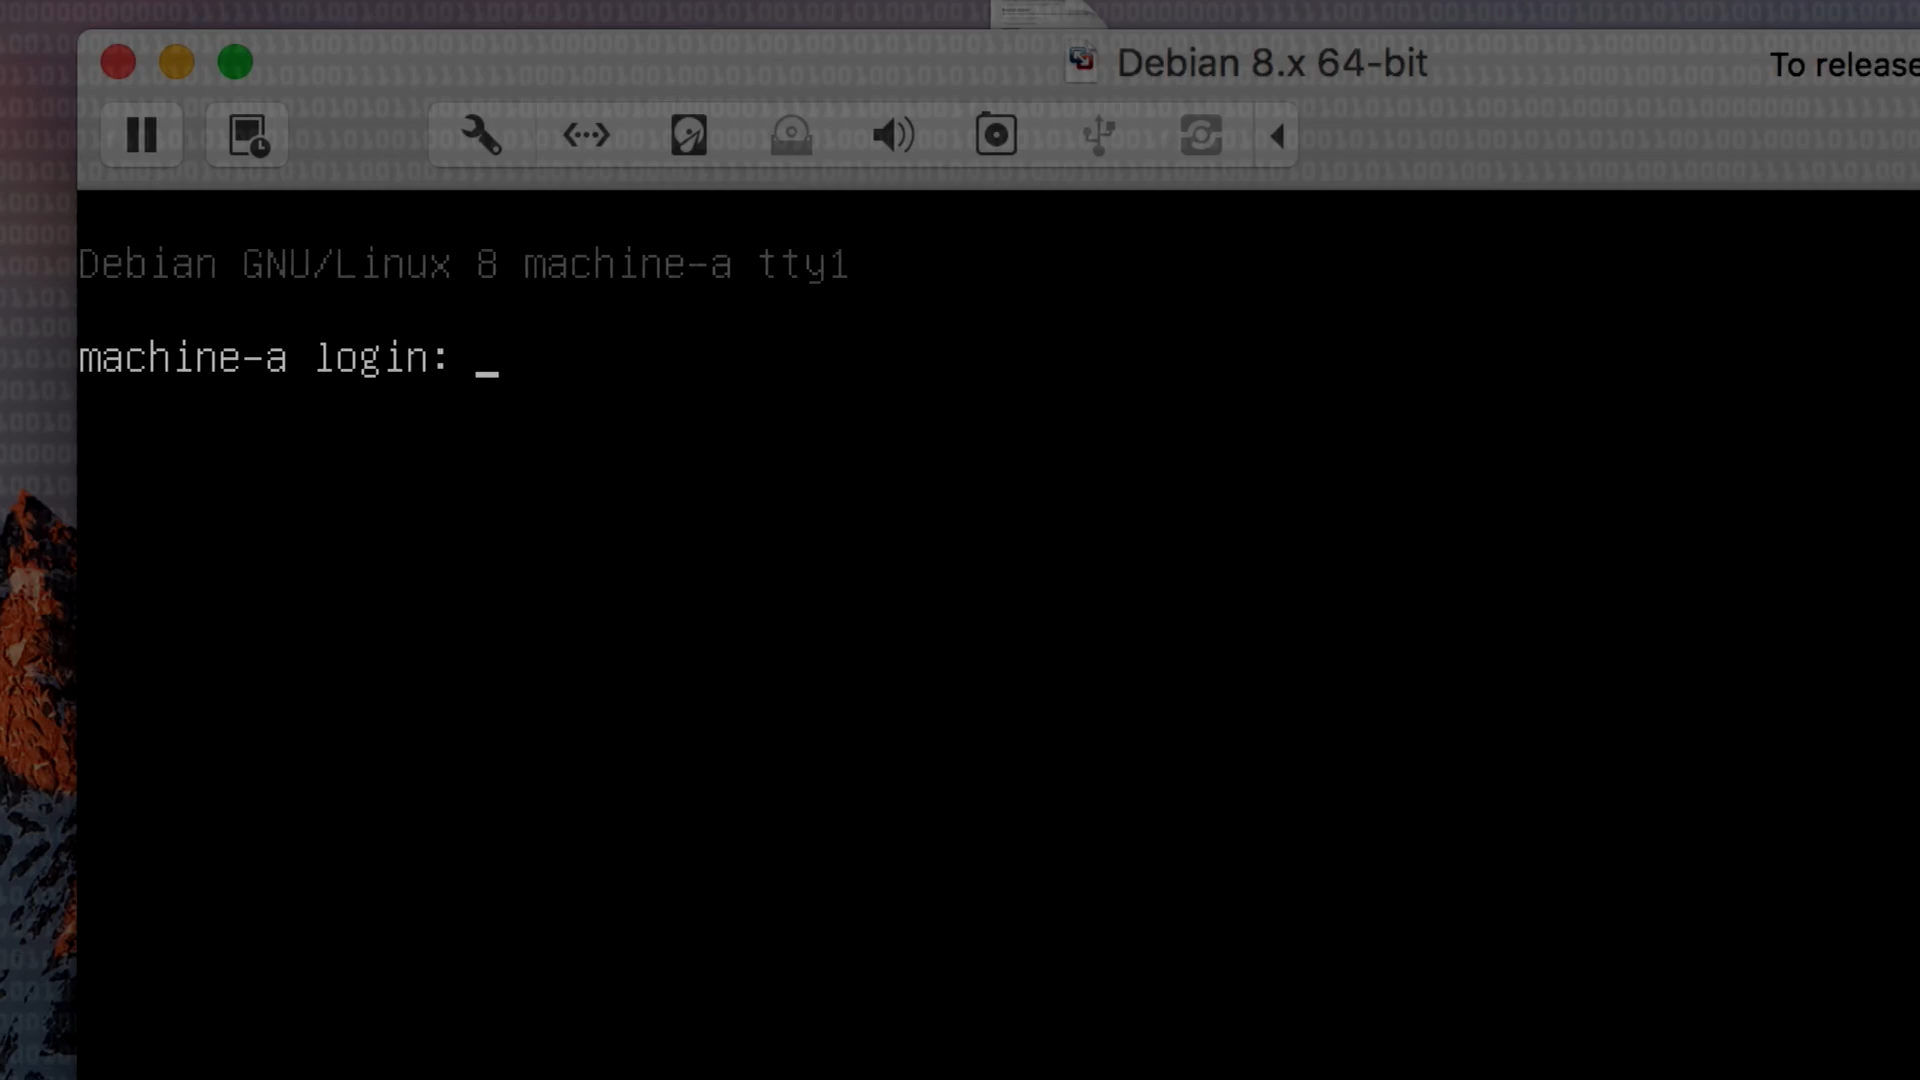 Debian 8.x 64-bit
To release
Debian GNU/Linux 8 machine-a tty1
machine-a login: _